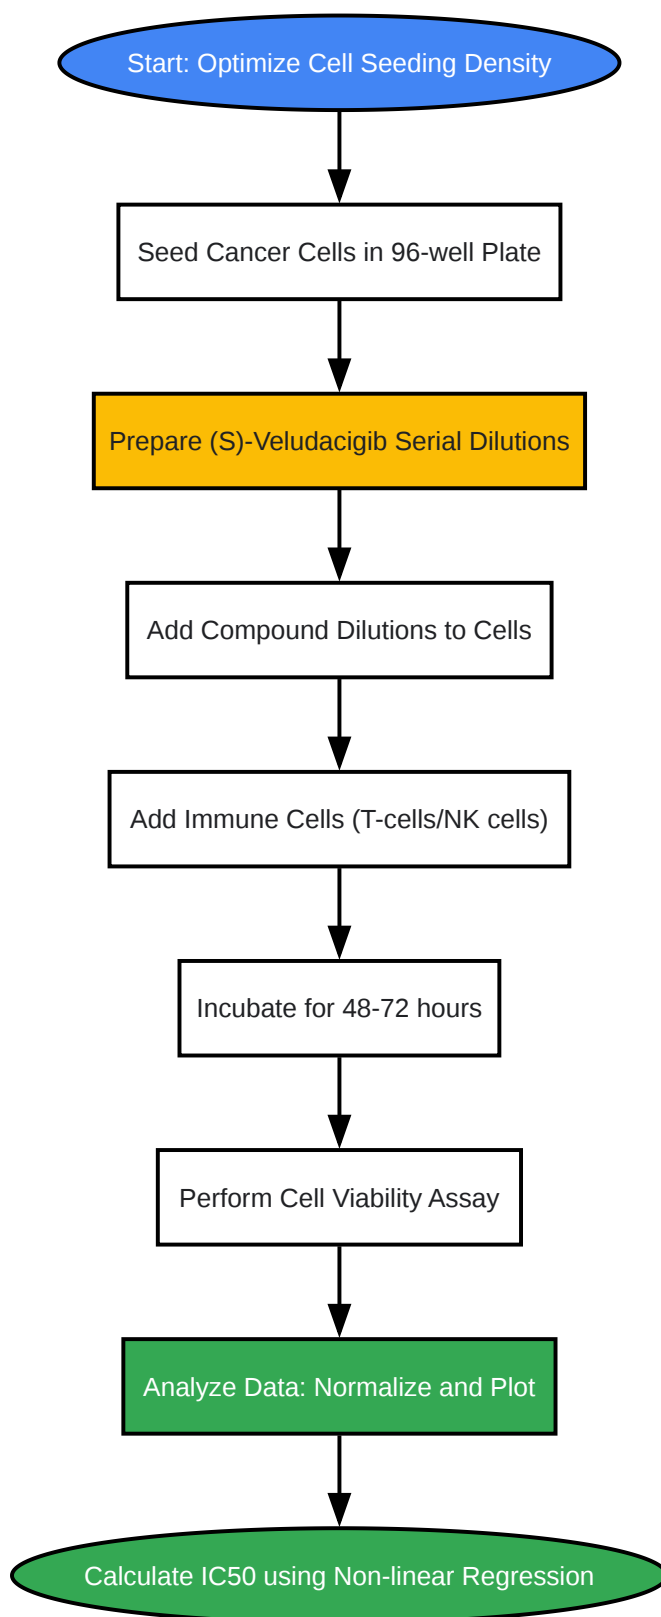 Start: Optimize Cell Seeding Density
Seed Cancer Cells in 96-well Plate
Prepare (S)-Veludacigib Serial Dilutions
Add Compound Dilutions to Cells
Add Immune Cells (T-cells/NK cells)
Incubate for 48-72 hours
Perform Cell Viability Assay
Analyze Data: Normalize and Plot
Calculate IC50 using Non-linear Regression